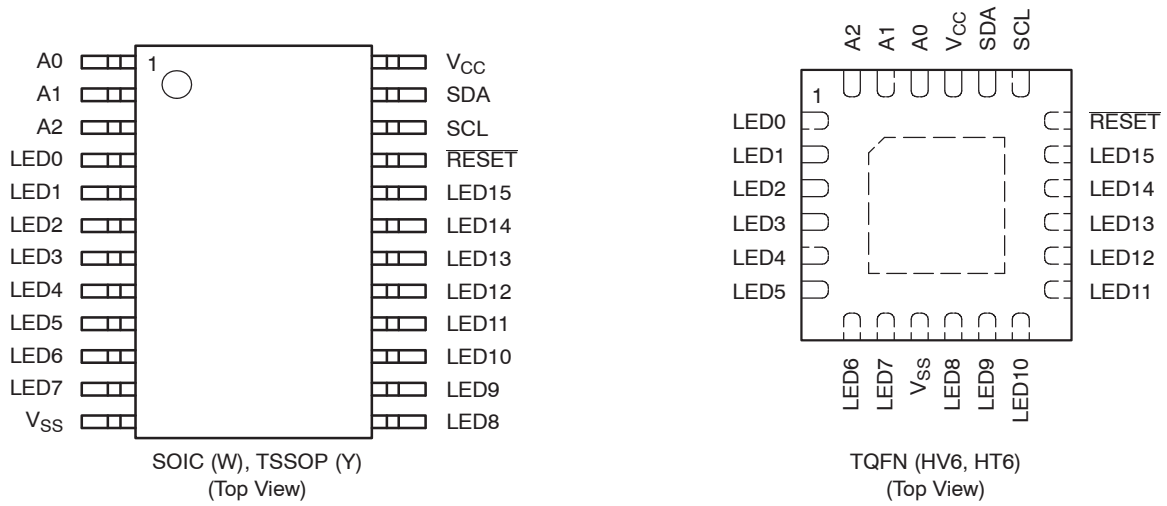 A0
A1
A2
LED0
LED1
LED2
LED3
LED4
LED5
LED6
LED7
VSS
1
VCC
SDA
SCL
RESET
LED15
LED14
LED13
LED12
LED11
LED10
LED9
LED8
SOIC (W), TSSOP (Y)
(Top View)
A2 A1 A0 VCC SDA SCL
1
LED0
LED1
LED2
LED3
LED4
LED5
RESET
LED15
LED14
LED13
LED12
LED11
LED6 LED7 VSS LED8 LED9 LED10
TQFN (HV6, HT6)
(Top View)